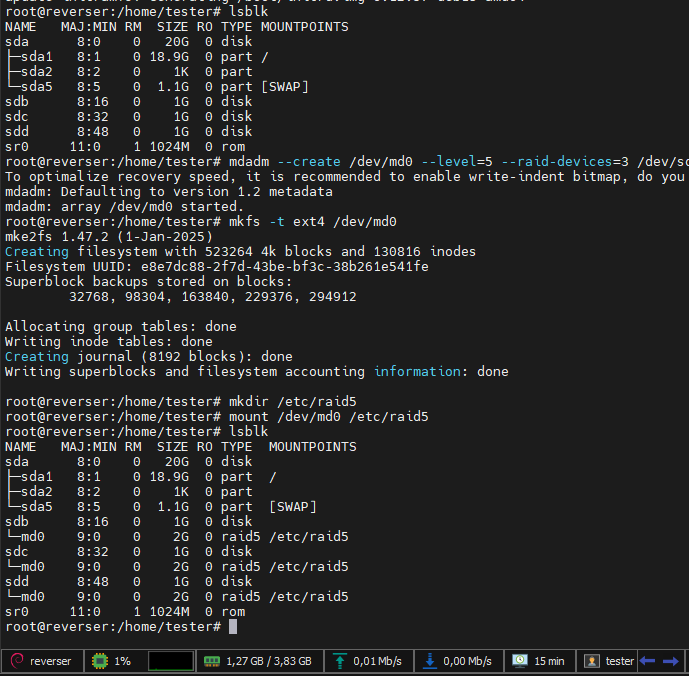 root@reverser:/home/tester# lsblk
NAME   MAJ:MIN RM  SIZE RO TYPE MOUNTPOINTS
sda      8:0    0   20G  0 disk
├─sda1   8:1    0 18.9G  0 part /
├─sda2   8:2    0    1K  0 part
└─sda5   8:5    0  1.1G  0 part [SWAP]
sdb      8:16   0    1G  0 disk
sdc      8:32   0    1G  0 disk
sdd      8:48   0    1G  0 disk
sr0     11:0    1 1024M  0 rom
root@reverser:/home/tester# mdadm --create /dev/md0 --level=5 --raid-devices=3
To optimalize recovery speed, it is recommended to enable write-indent bitmap, do you
mdadm: Defaulting to version 1.2 metadata
mdadm: array /dev/md0 started.
root@reverser:/home/tester# mkfs -t ext4 /dev/md0
mke2fs 1.47.2 (1-Jan-2025)
Creating filesystem with 523264 4k blocks and 130816 inodes
Filesystem UUID: e8e7dc88-2f7d-43be-bf3c-38b261e541fe
Superblock backups stored on blocks:
        32768, 98304, 163840, 229376, 294912
Allocating group tables: done
Writing inode tables: done
Creating journal (8192 blocks): done
Writing superblocks and filesystem accounting information: done
root@reverser:/home/tester# mkdir /etc/raid5
root@reverser:/home/tester# mount /dev/md0 /etc/raid5
root@reverser:/home/tester# lsblk
NAME   MAJ:MIN RM  SIZE RO TYPE  MOUNTPOINTS
sda      8:0    0   20G  0 disk
├─sda1   8:1    0 18.9G  0 part  /
├─sda2   8:2    0    1K  0 part
└─sda5   8:5    0  1.1G  0 part  [SWAP]
sdb      8:16   0    1G  0 disk
└─md0    9:0    0    2G  0 raid5 /etc/raid5
sdc      8:32   0    1G  0 disk
└─md0    9:0    0    2G  0 raid5 /etc/raid5
sdd      8:48   0    1G  0 disk
└─md0    9:0    0    2G  0 raid5 /etc/raid5
sr0     11:0    1 1024M  0 rom
root@reverser:/home/tester#
reverser 1% 1,27 GB / 3,83 GB 0,01 Mb/s 0,00 Mb/s 15 min tester